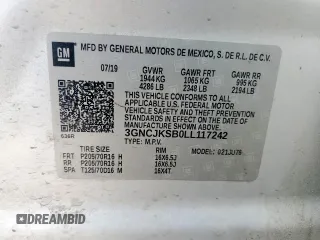 GM
MFD BY GENERAL MOTORS DE MEXICO, S. DE R.L. DE C.V.
07/19 GVWR GAWR FRT GAWR RR
1944 KG 1065 KG 995 KG
4286 LB 2348 LB 2194 LB
THIS VEHICLE CONFORMS TO ALL APPLICABLE
U.S. FEDERAL MOTOR
VEHICLE SAFETY AND THEFT
PREVENTION STANDARDS IN EFFECT ON THE
DATE OF MANUFACTURE SHOWN ABOVE.
3GNCJKSB0LL117242
TYPE: M.P.V.
TIRE SIZE RIM MODEL:
FRT P205/70R16 H 16X6.5J
RR P205/70R16 H 16X6.5J
SPA T125/70D16 M 16X4T